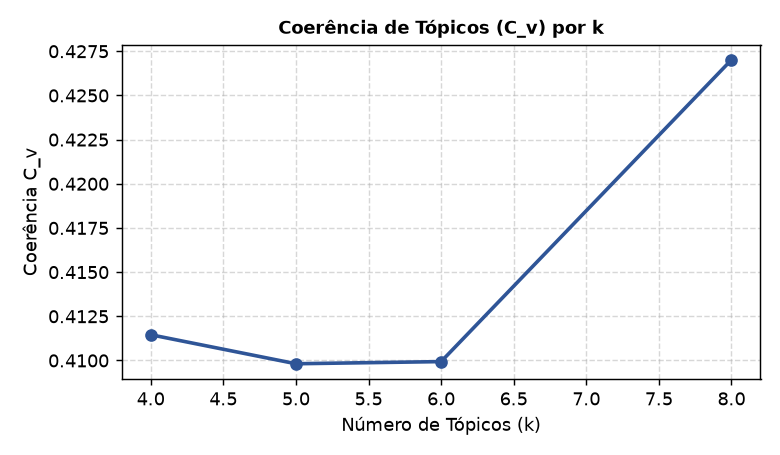 Coerência de Tópicos (C_v) por k
Coerência C_v
0.4275
0.4250
0.4225
0.4200
0.4175
0.4150
0.4125
0.4100
4.0 4.5 5.0 5.5 6.0 6.5 7.0 7.5 8.0
Número de Tópicos (k)